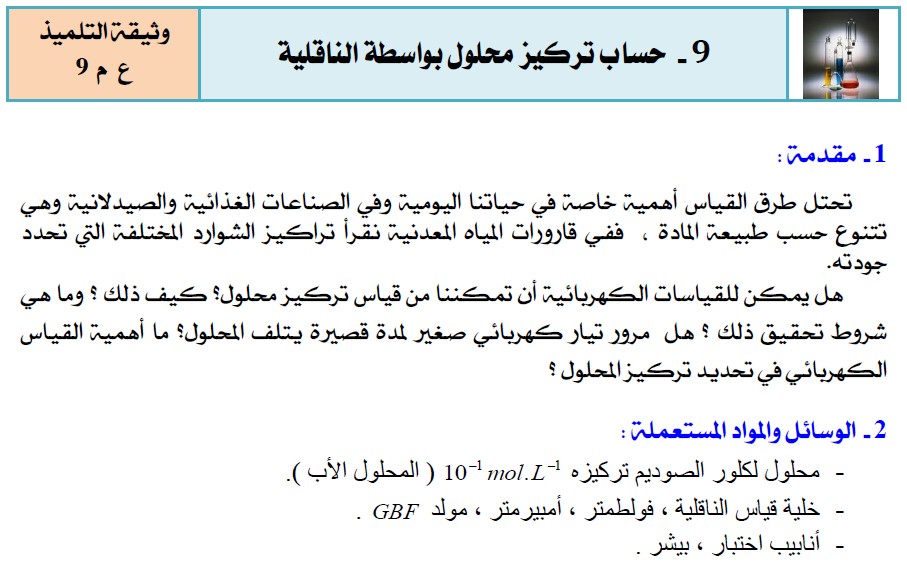 وثيقة التلميذ
ع م 9
9 ـ حساب تركيز محلول بواسطة الناقلية
1 ـ مقدمة :
تحتل طرق القياس أهمية خاصة في حياتنا اليومية وفي الصناعات الغذائية والصيدلانية وهي
تتنوع حسب طبيعة المادة ، ففي قارورات المياه المعدنية نقرأ تراكيز الشوارد المختلفة التي تحدد
جودته.
هل يمكن للقياسات الكهربائية أن تمكننا من قياس تركيز محلول؟ كيف ذلك ؟ وما هي
شروط تحقيق ذلك ؟ هل مرور تيار كهربائي صغير لمدة قصيرة يتلف المحلول؟ ما أهمية القياس
الكهربائي في تحديد تركيز المحلول ؟
2 ـ الوسائل والمواد المستعملة :
- محلول لكلور الصوديم تركيزه 10⁻¹ mol.L⁻¹ ( المحلول الأب ).
- خلية قياس الناقلية ، فولطمتر ، أمبيرمتر ، مولد GBF .
- أنابيب اختبار ، بيشر .